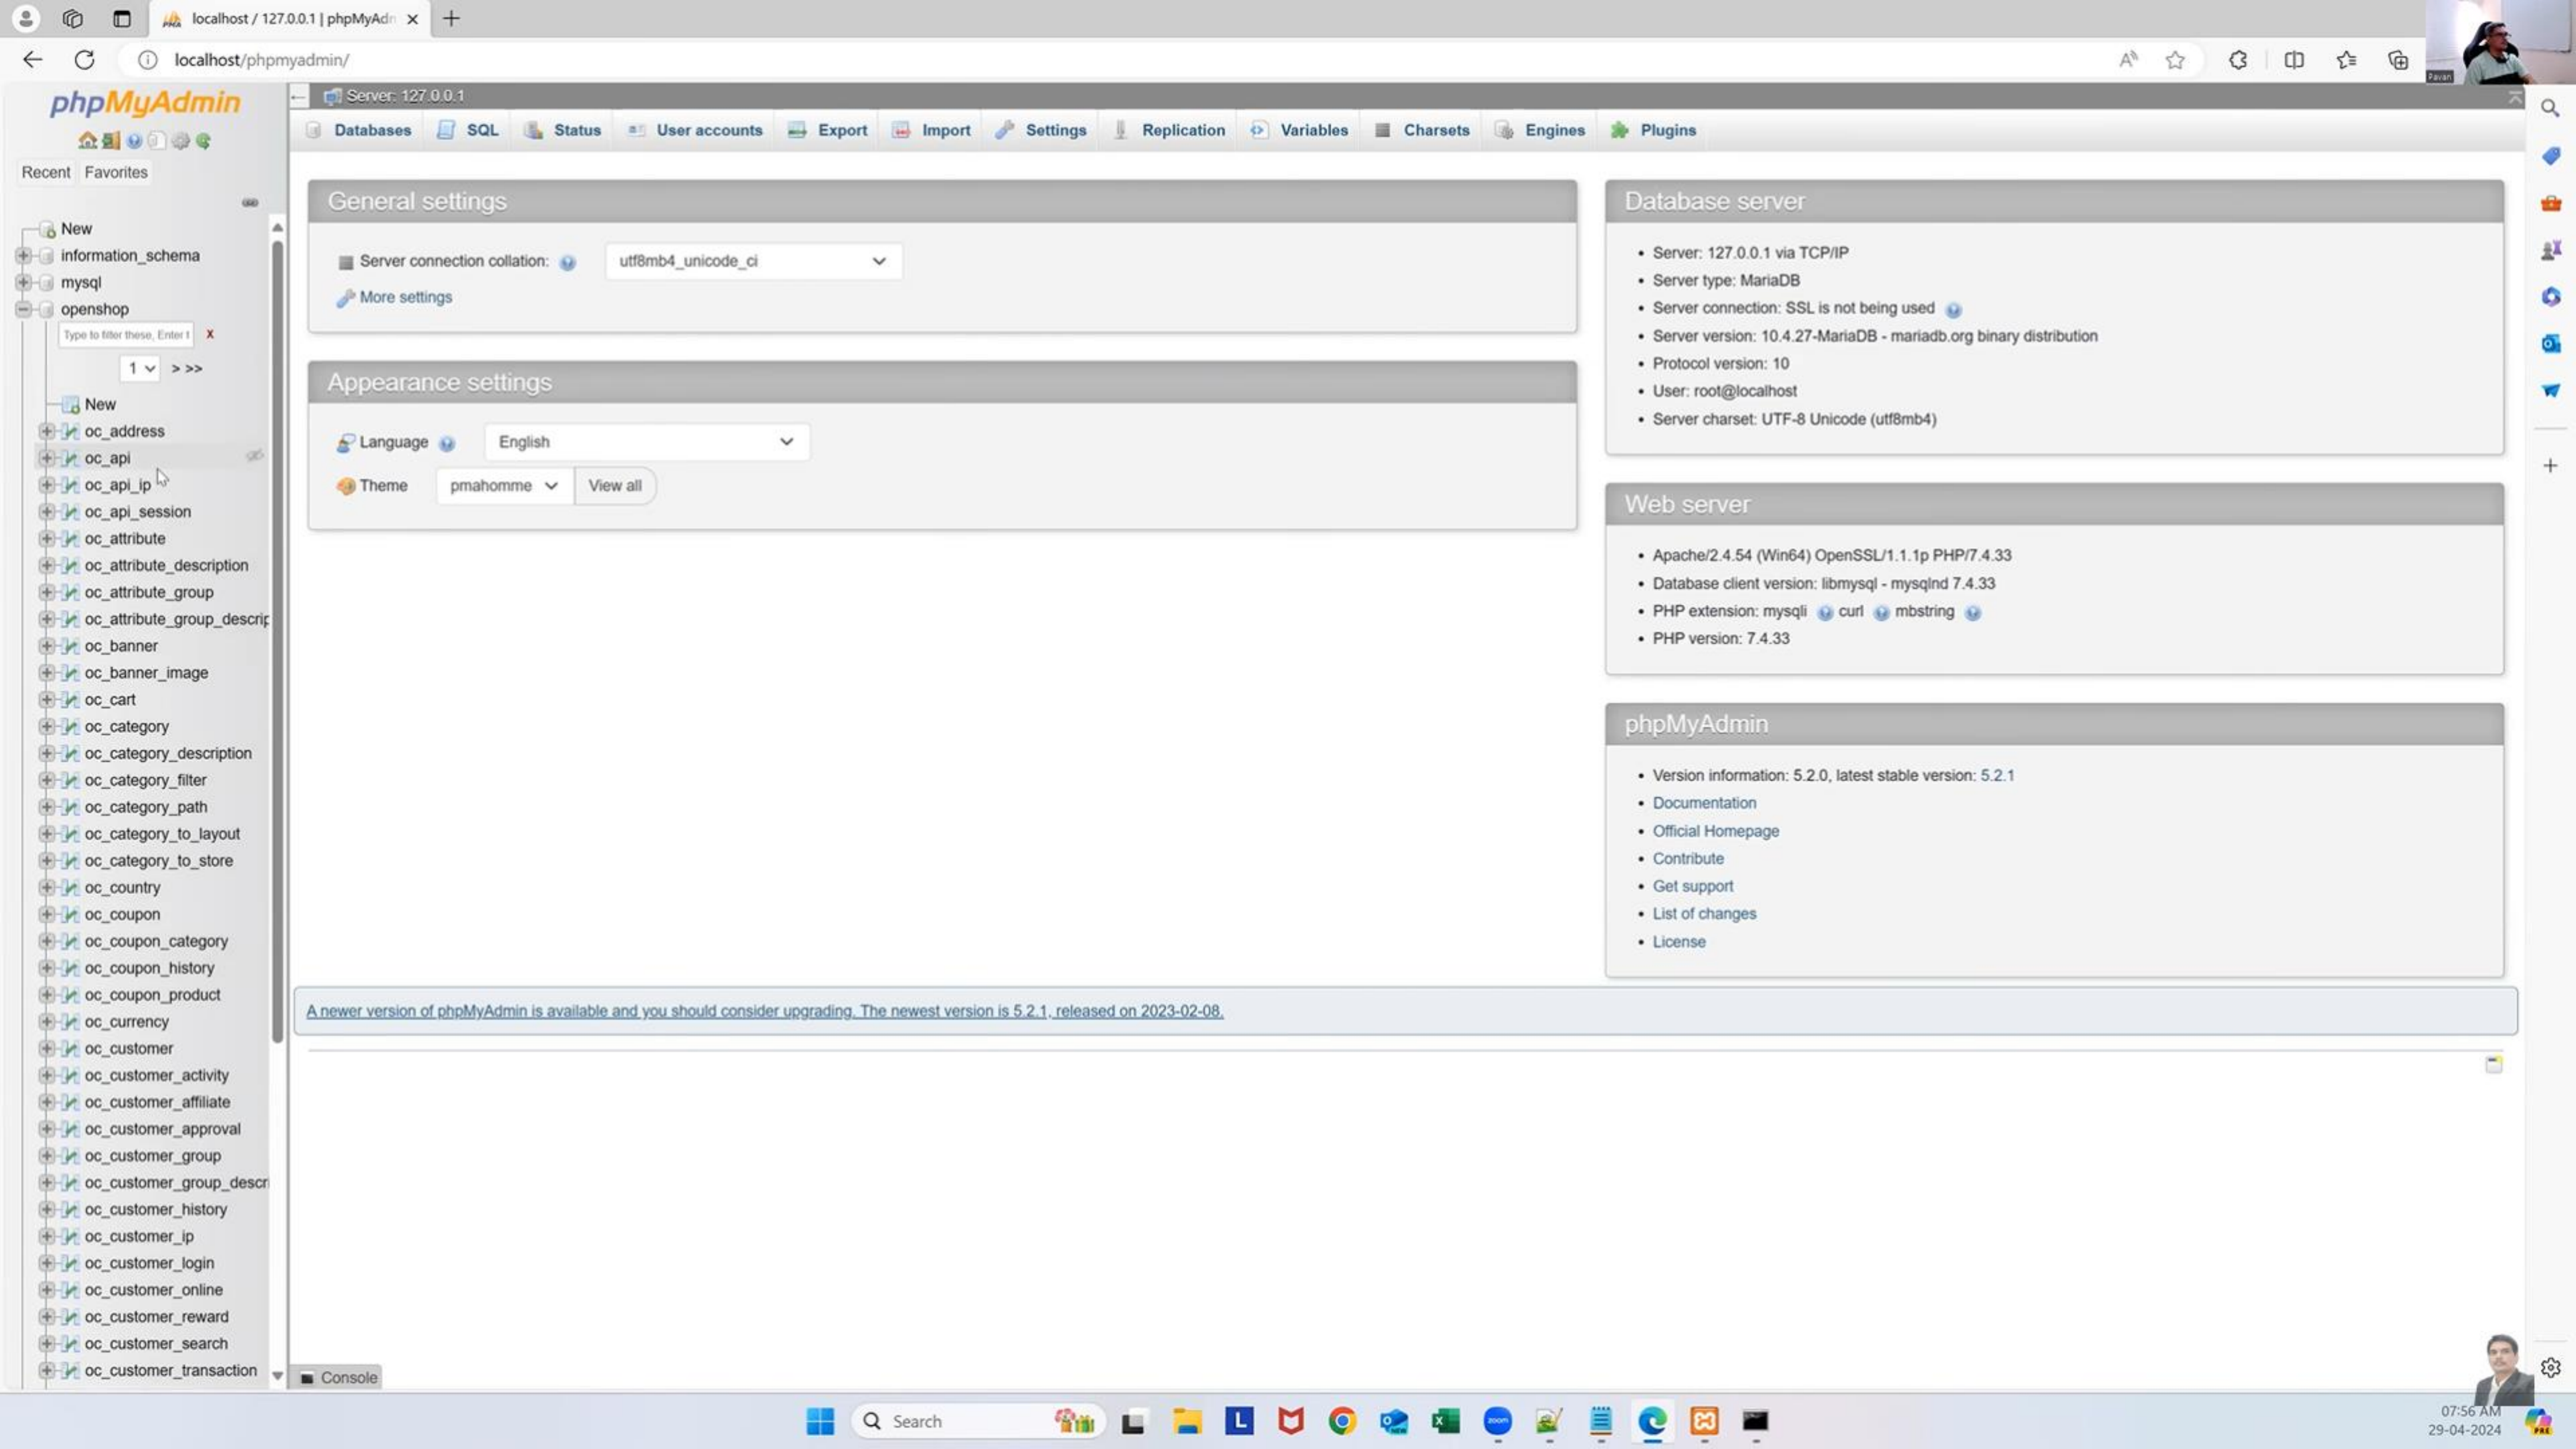 localhost / 127.0.0.1 | phpMyAdn
localhost/phpmyadmin/
Pavan
phpMyAdmin
Recent Favorites
New
information_schema
mysql
openshop
Type to filter these, Enter t X
1 > >>
New
oc_address
oc_api
oc_api_ip
oc_api_session
oc_attribute
oc_attribute_description
oc_attribute_group
oc_attribute_group_descrip
oc_banner
oc_banner_image
oc_cart
oc_category
oc_category_description
oc_category_filter
oc_category_path
oc_category_to_layout
oc_category_to_store
oc_country
oc_coupon
oc_coupon_category
oc_coupon_history
oc_coupon_product
oc_currency
oc_customer
oc_customer_activity
oc_customer_affiliate
oc_customer_approval
oc_customer_group
oc_customer_group_descri
oc_customer_history
oc_customer_ip
oc_customer_login
oc_customer_online
oc_customer_reward
oc_customer_search
oc_customer_transaction
Server: 127.0.0.1
Databases SQL Status User accounts Export Import Settings Replication Variables Charsets Engines Plugins
General settings
Server connection collation: utf8mb4_unicode_ci
More settings
Appearance settings
Language English
Theme pmahomme View all
Database server
• Server: 127.0.0.1 via TCP/IP
• Server type: MariaDB
• Server connection: SSL is not being used
• Server version: 10.4.27-MariaDB - mariadb.org binary distribution
• Protocol version: 10
• User: root@localhost
• Server charset: UTF-8 Unicode (utf8mb4)
Web server
• Apache/2.4.54 (Win64) OpenSSL/1.1.1p PHP/7.4.33
• Database client version: libmysql - mysqlnd 7.4.33
• PHP extension: mysqli curl mbstring
• PHP version: 7.4.33
phpMyAdmin
• Version information: 5.2.0, latest stable version: 5.2.1
• Documentation
• Official Homepage
• Contribute
• Get support
• List of changes
• License
A newer version of phpMyAdmin is available and you should consider upgrading. The newest version is 5.2.1, released on 2023-02-08.
Console
Search
L
zoom
07:56 AM
29-04-2024
PRE